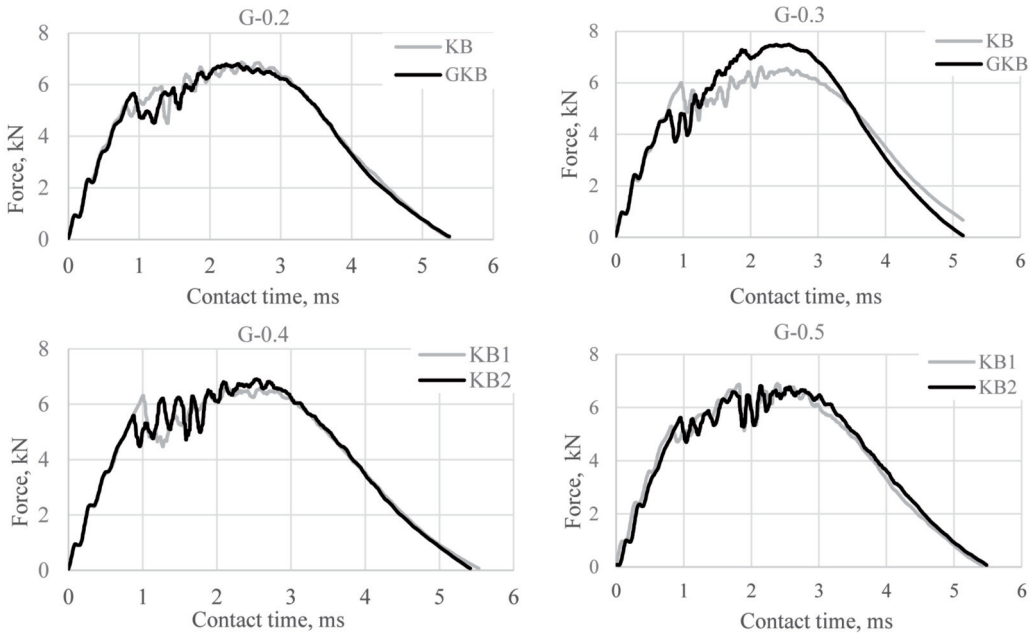 G-0.2
KB
GKB
Force, kN
8
6
4
2
0
0 1 2 3 4 5 6
Contact time, ms
G-0.3
KB
GKB
Force, kN
8
6
4
2
0
0 1 2 3 4 5 6
Contact time, ms
G-0.4
KB1
KB2
Force, kN
8
6
4
2
0
0 1 2 3 4 5 6
Contact time, ms
G-0.5
KB1
KB2
Force, kN
8
6
4
2
0
0 1 2 3 4 5 6
Contact time, ms